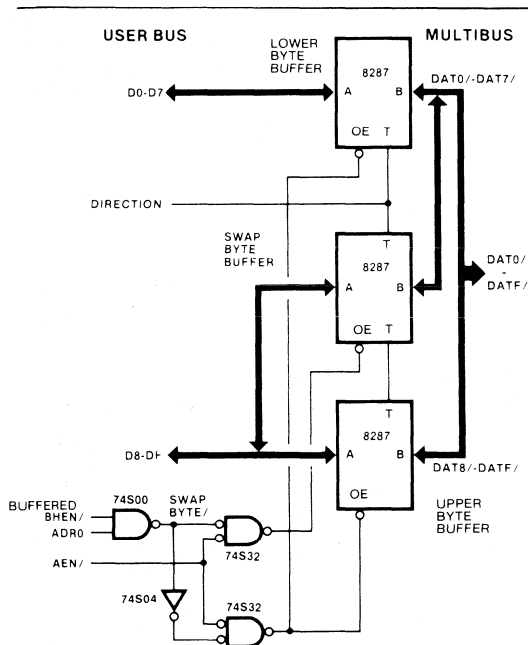 USER BUS
MULTIBUS
LOWER
BYTE
BUFFER
8287
D0-D7
A
B
DAT0/-DAT7/
OE T
DIRECTION
SWAP
BYTE
BUFFER
T
8287
A
B
DAT0/
-
DATF/
OE T
T
8287
D8-DF
A
B
DAT8/-DATF/
OE
UPPER
BYTE
BUFFER
BUFFERED
BHEN/
ADR0
74S00
SWAP
BYTE/
74S32
AEN/
74S04
74S32